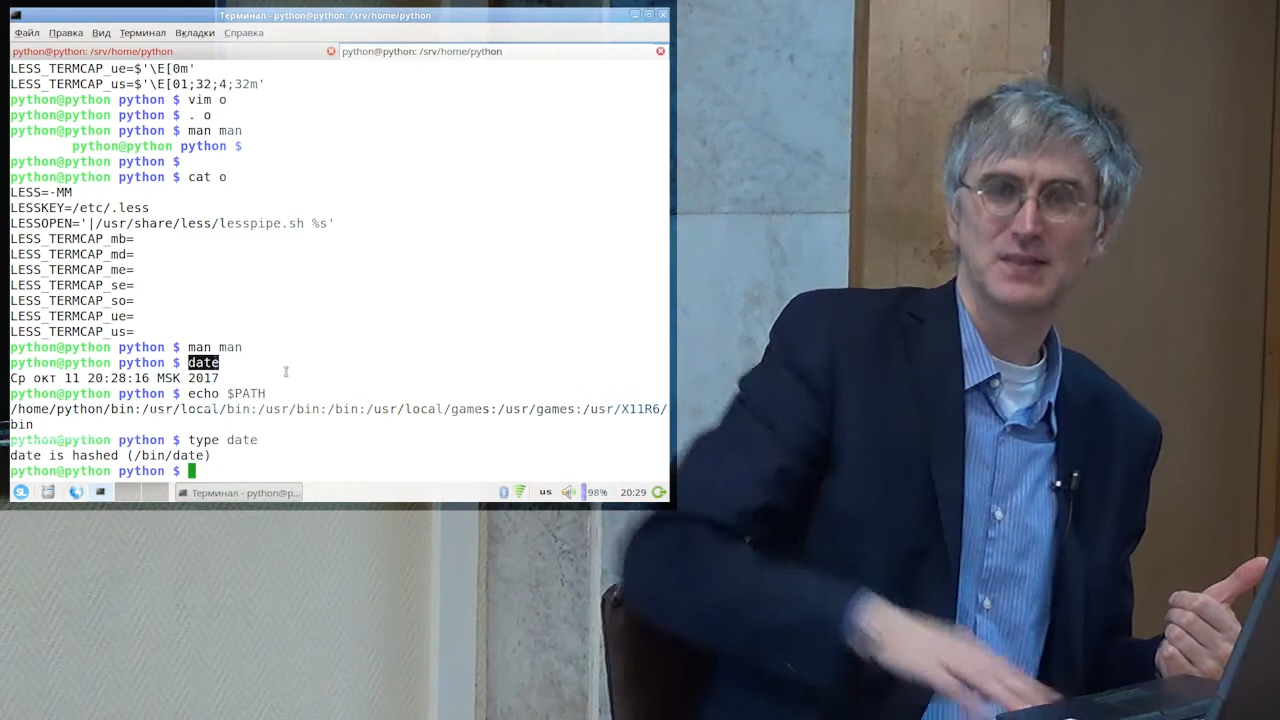 Терминал - python@python: /srv/home/python
Файл Правка Вид Терминал Вкладки Справка
python@python: /srv/home/python python@python: /srv/home/python
LESS_TERMCAP_ue=$'\E[0m'
LESS_TERMCAP_us=$'\E[01;32;4;32m'
python@python python $ vim o
python@python python $ . o
python@python python $ man man
python@python python $
python@python python $
python@python python $ cat o
LESS=-MM
LESSKEY=/etc/.less
LESSOPEN='|/usr/share/less/lesspipe.sh %s'
LESS_TERMCAP_mb=
LESS_TERMCAP_md=
LESS_TERMCAP_me=
LESS_TERMCAP_se=
LESS_TERMCAP_so=
LESS_TERMCAP_ue=
LESS_TERMCAP_us=
python@python python $ man man
python@python python $ date
Ср окт 11 20:28:16 MSK 2017
python@python python $ echo $PATH
/home/python/bin:/usr/local/bin:/usr/bin:/bin:/usr/local/games:/usr/games:/usr/X11R6/
bin
python@python python $ type date
date is hashed (/bin/date)
python@python python $
SL Терминал - python@p... us 98% 20:29